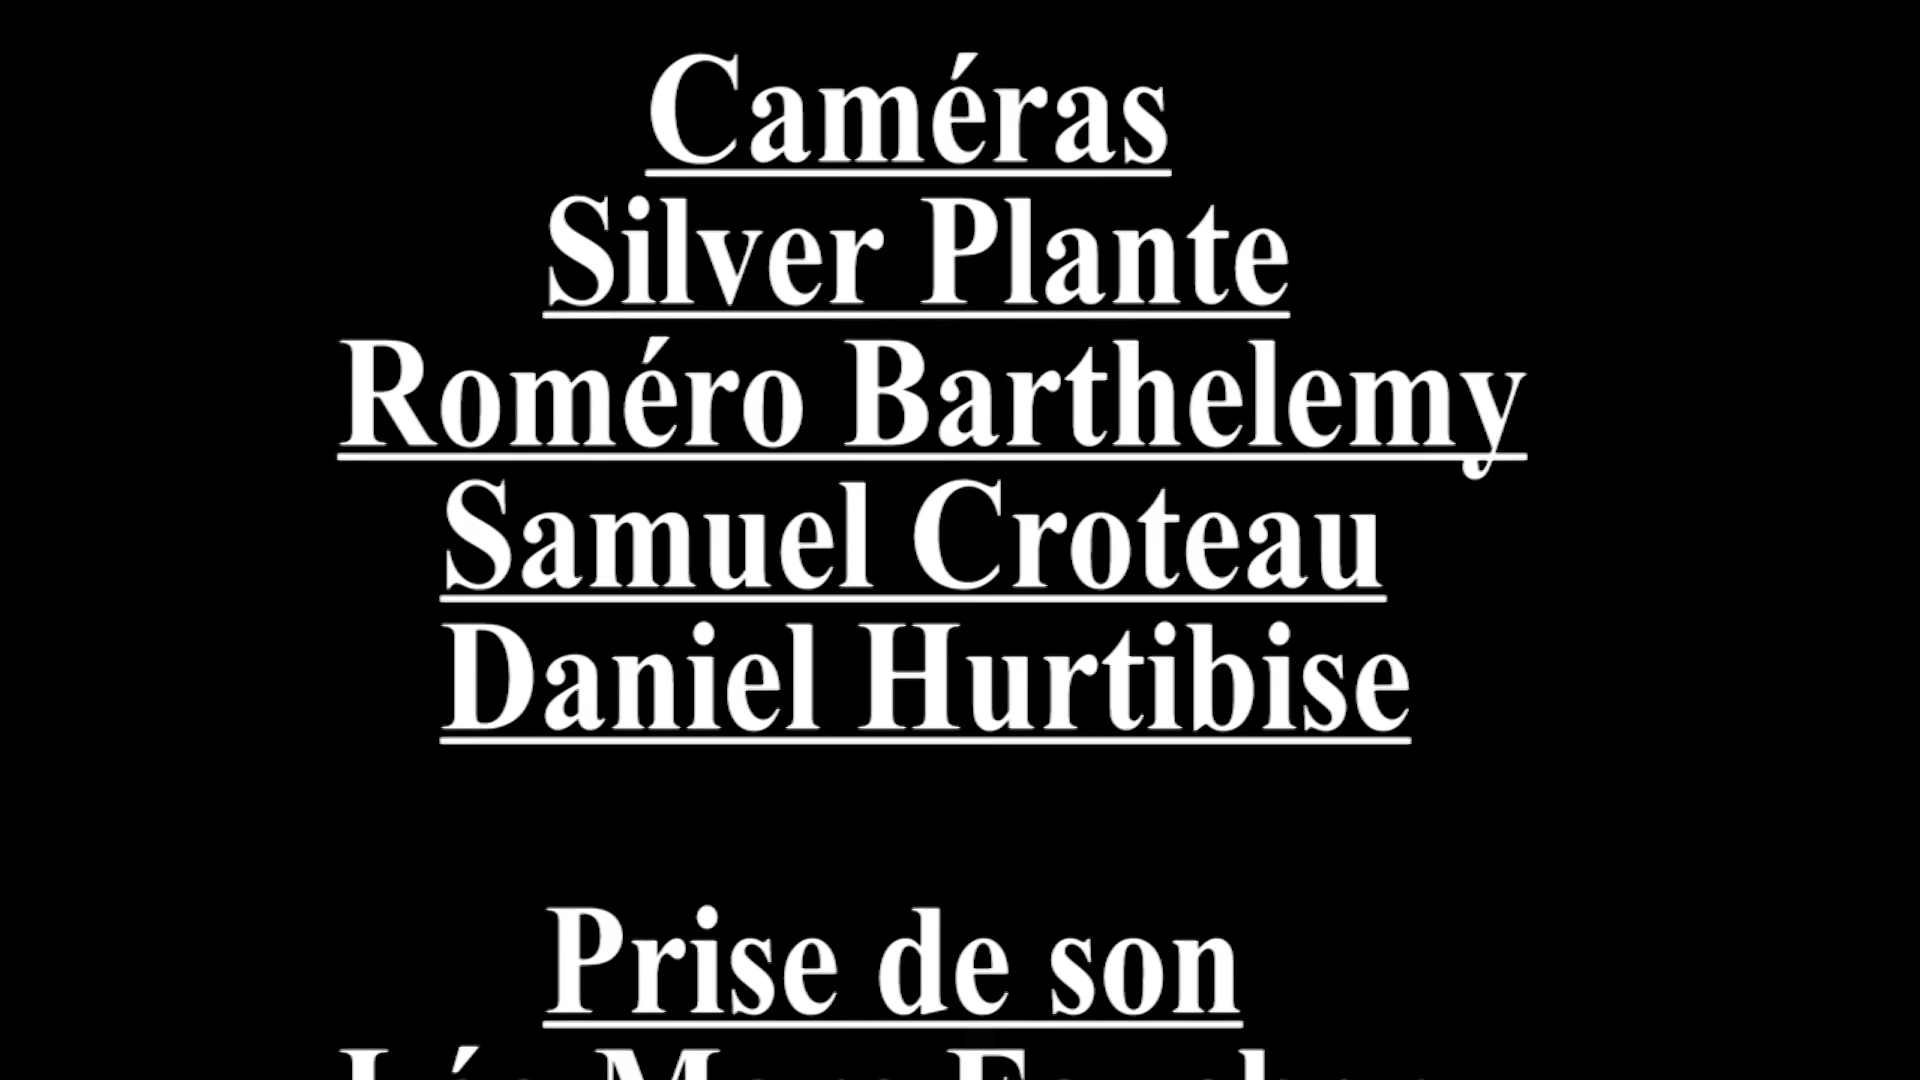 Caméras
Silver Plante
Roméro Barthelemy
Samuel Croteau
Daniel Hurtibise
Prise de son